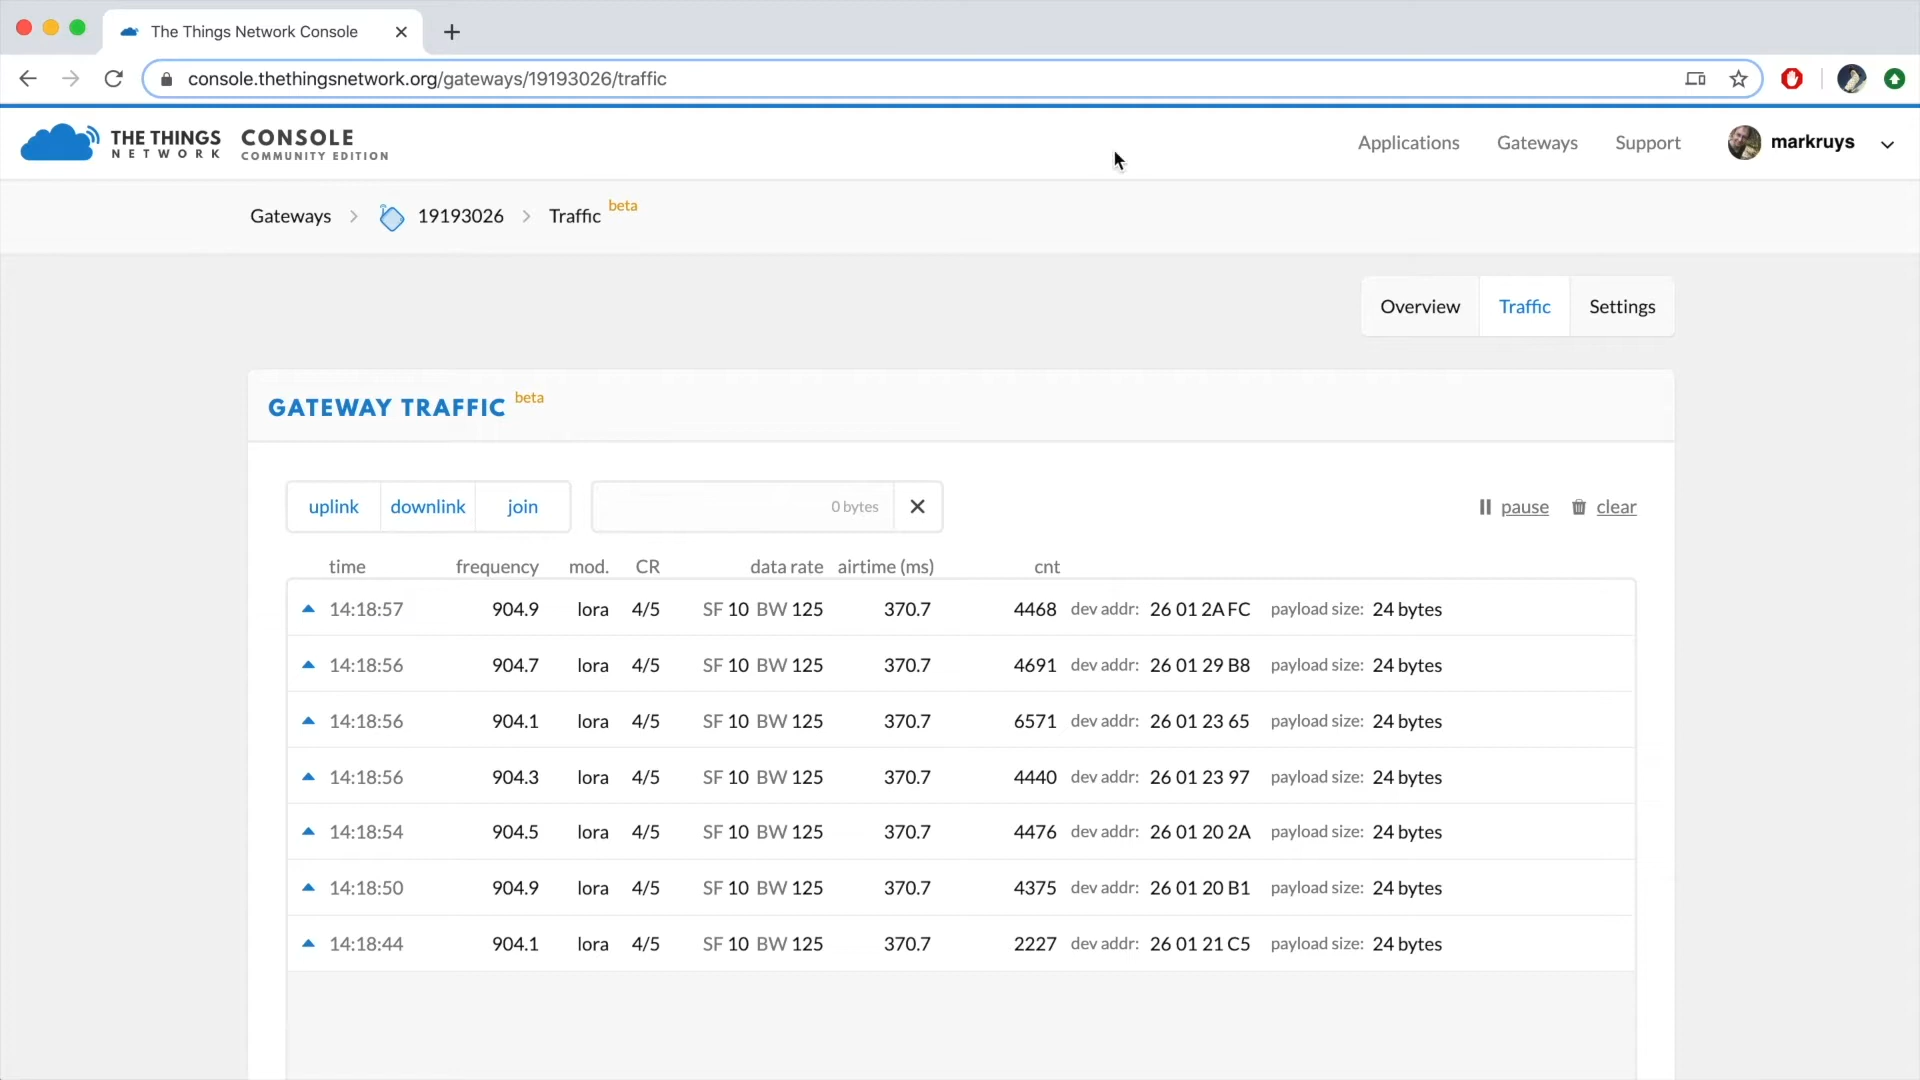 The Things Network Console
console.thethingsnetwork.org/gateways/19193026/traffic
THE THINGS NETWORK CONSOLE COMMUNITY EDITION
Applications Gateways Support markruys
Gateways 19193026 Traffic beta
Overview Traffic Settings
GATEWAY TRAFFIC beta
uplink downlink join 0 bytes pause clear
time frequency mod. CR data rate airtime (ms) cnt
14:18:57 904.9 lora 4/5 SF 10 BW 125 370.7 4468 dev addr: 26 01 2A FC payload size: 24 bytes
14:18:56 904.7 lora 4/5 SF 10 BW 125 370.7 4691 dev addr: 26 01 29 B8 payload size: 24 bytes
14:18:56 904.1 lora 4/5 SF 10 BW 125 370.7 6571 dev addr: 26 01 23 65 payload size: 24 bytes
14:18:56 904.3 lora 4/5 SF 10 BW 125 370.7 4440 dev addr: 26 01 23 97 payload size: 24 bytes
14:18:54 904.5 lora 4/5 SF 10 BW 125 370.7 4476 dev addr: 26 01 20 2A payload size: 24 bytes
14:18:50 904.9 lora 4/5 SF 10 BW 125 370.7 4375 dev addr: 26 01 20 B1 payload size: 24 bytes
14:18:44 904.1 lora 4/5 SF 10 BW 125 370.7 2227 dev addr: 26 01 21 C5 payload size: 24 bytes